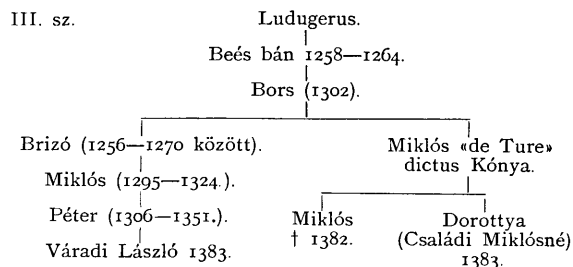 III. sz.
Ludugerus.
Beés bán 1258—1264.
Bors (1302).
Brizó (1256—1270 között).
Miklós «de Ture»
dictus Kónya.
Miklós (1295—1324.).
Péter (1306—1351.).
Miklós
† 1382.
Dorottya
(Családi Miklósné)
1383.
Váradi László 1383.